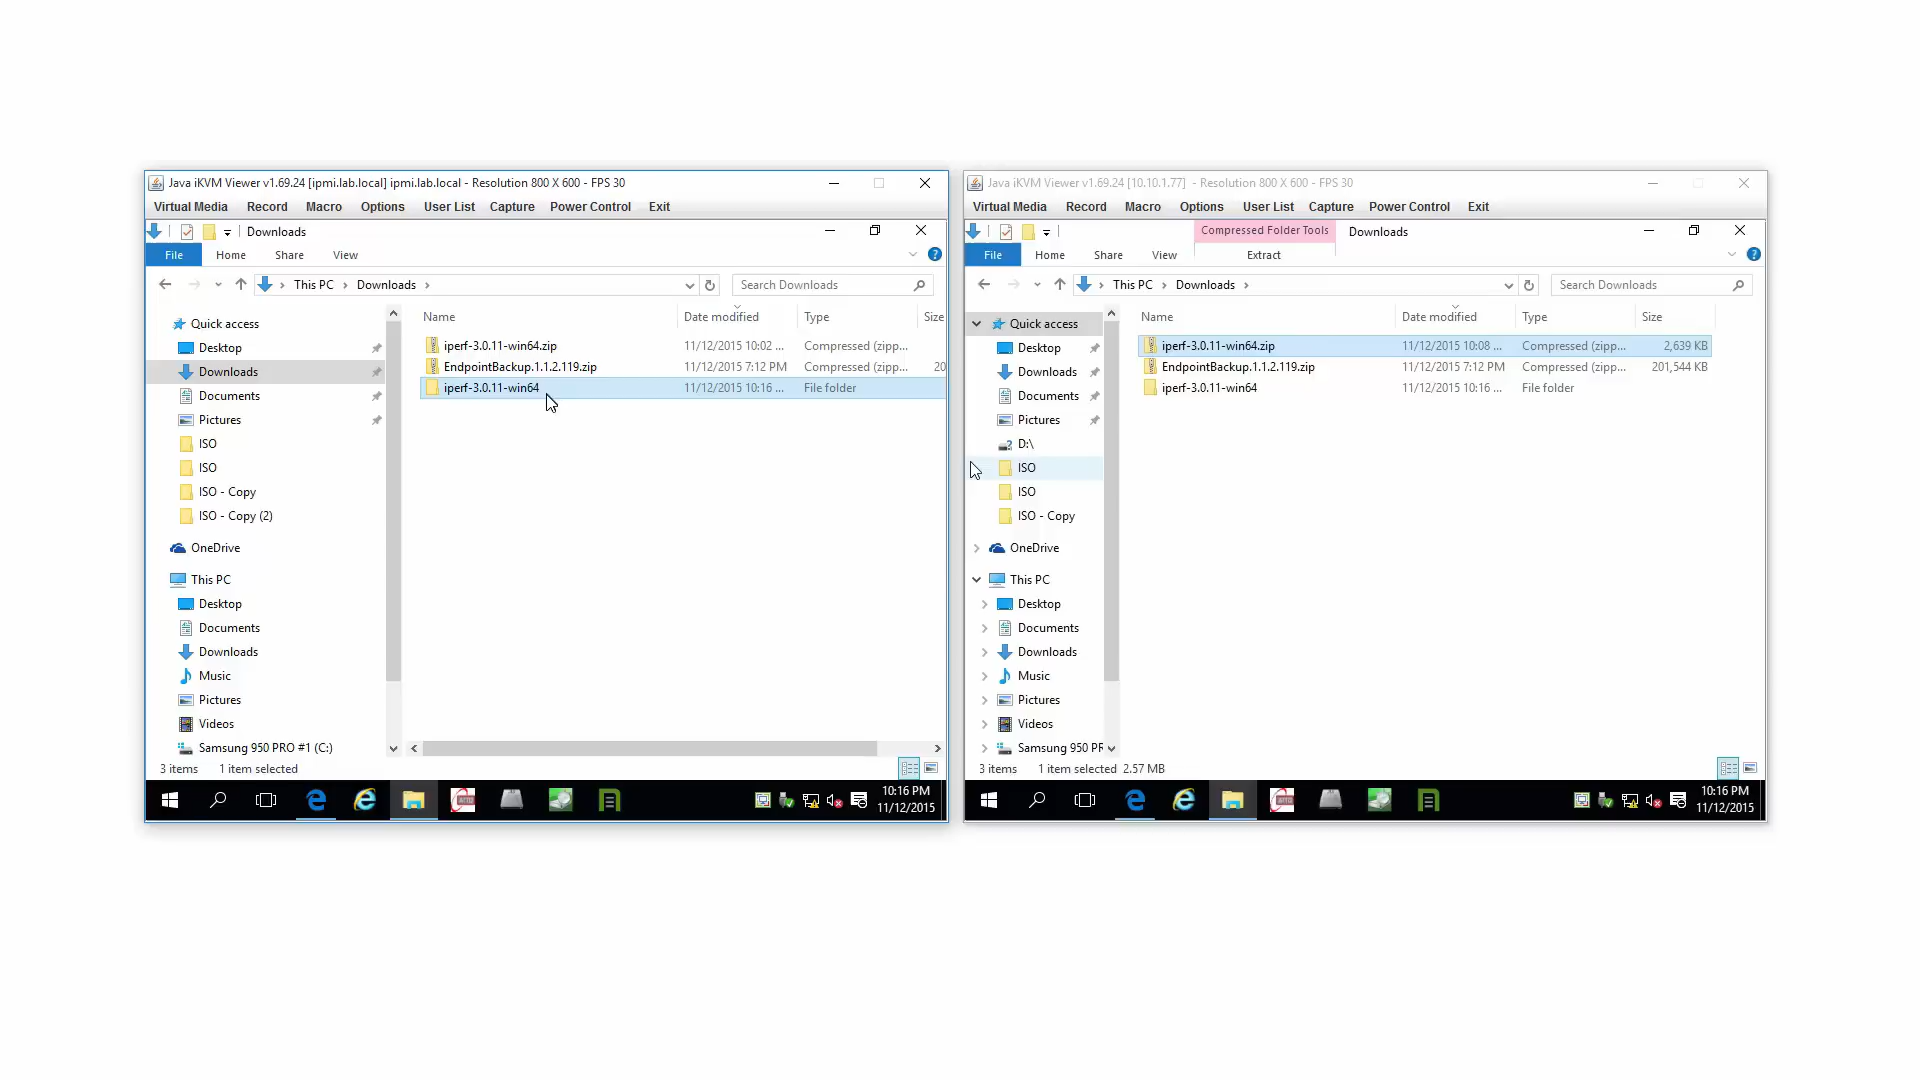 Java iKVM Viewer v1.69.24 [ipmi.lab.local] ipmi.lab.local - Resolution 800 X 600 - FPS 30
Virtual Media Record Macro Options User List Capture Power Control Exit
Downloads
File Home Share View
This PC Downloads
Search Downloads
Name Date modified Type Size
Quick access
Desktop
Downloads
Documents
Pictures
ISO
ISO
ISO - Copy
ISO - Copy (2)
OneDrive
This PC
Desktop
Documents
Downloads
Music
Pictures
Videos
Samsung 950 PRO #1 (C:)
iperf-3.0.11-win64.zip 11/12/2015 10:02 ... Compressed (zipp...
EndpointBackup.1.1.2.119.zip 11/12/2015 7:12 PM Compressed (zipp... 20
iperf-3.0.11-win64 11/12/2015 10:16 ... File folder
3 items 1 item selected
10:16 PM
11/12/2015
Java iKVM Viewer v1.69.24 [10.10.1.77] - Resolution 800 X 600 - FPS 30
Virtual Media Record Macro Options User List Capture Power Control Exit
Compressed Folder Tools Downloads
File Home Share View Extract
This PC Downloads
Search Downloads
Name Date modified Type Size
Quick access
Desktop
Downloads
Documents
Pictures
D:\
ISO
ISO
ISO - Copy
OneDrive
This PC
Desktop
Documents
Downloads
Music
Pictures
Videos
Samsung 950 PR
iperf-3.0.11-win64.zip 11/12/2015 10:08 ... Compressed (zipp... 2,639 KB
EndpointBackup.1.1.2.119.zip 11/12/2015 7:12 PM Compressed (zipp... 201,544 KB
iperf-3.0.11-win64 11/12/2015 10:16 ... File folder
3 items 1 item selected 2.57 MB
10:16 PM
11/12/2015